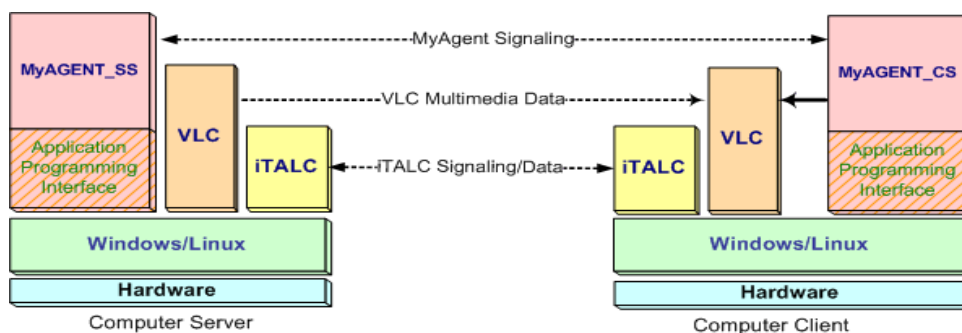 MyAgent Signaling
MyAGENT_SS
MyAGENT_CS
VLC Multimedia Data
VLC
VLC
Application
Programming
Interface
Application
Programming
Interface
iTALC
iTALC Signaling/Data
iTALC
Windows/Linux
Windows/Linux
Hardware
Hardware
Computer Server
Computer Client